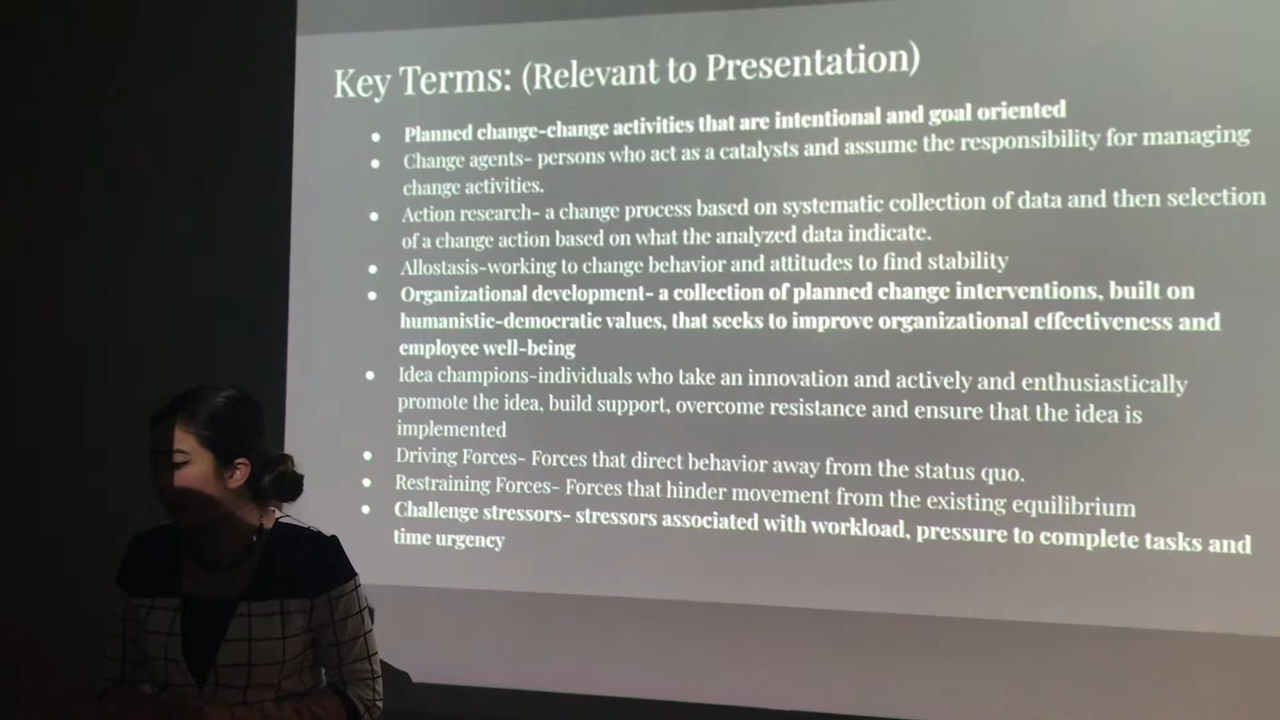 Key Terms: (Relevant to Presentation)
● Planned change-change activities that are intentional and goal oriented
● Change agents- persons who act as a catalysts and assume the responsibility for managing
change activities.
● Action research- a change process based on systematic collection of data and then selection
of a change action based on what the analyzed data indicate.
● Allostasis-working to change behavior and attitudes to find stability
● Organizational development- a collection of planned change interventions, built on
humanistic-democratic values, that seeks to improve organizational effectiveness and
employee well-being
● Idea champions-individuals who take an innovation and actively and enthusiastically
promote the idea, build support, overcome resistance and ensure that the idea is
implemented
● Driving Forces- Forces that direct behavior away from the status quo.
● Restraining Forces- Forces that hinder movement from the existing equilibrium
● Challenge stressors- stressors associated with workload, pressure to complete tasks and
time urgency